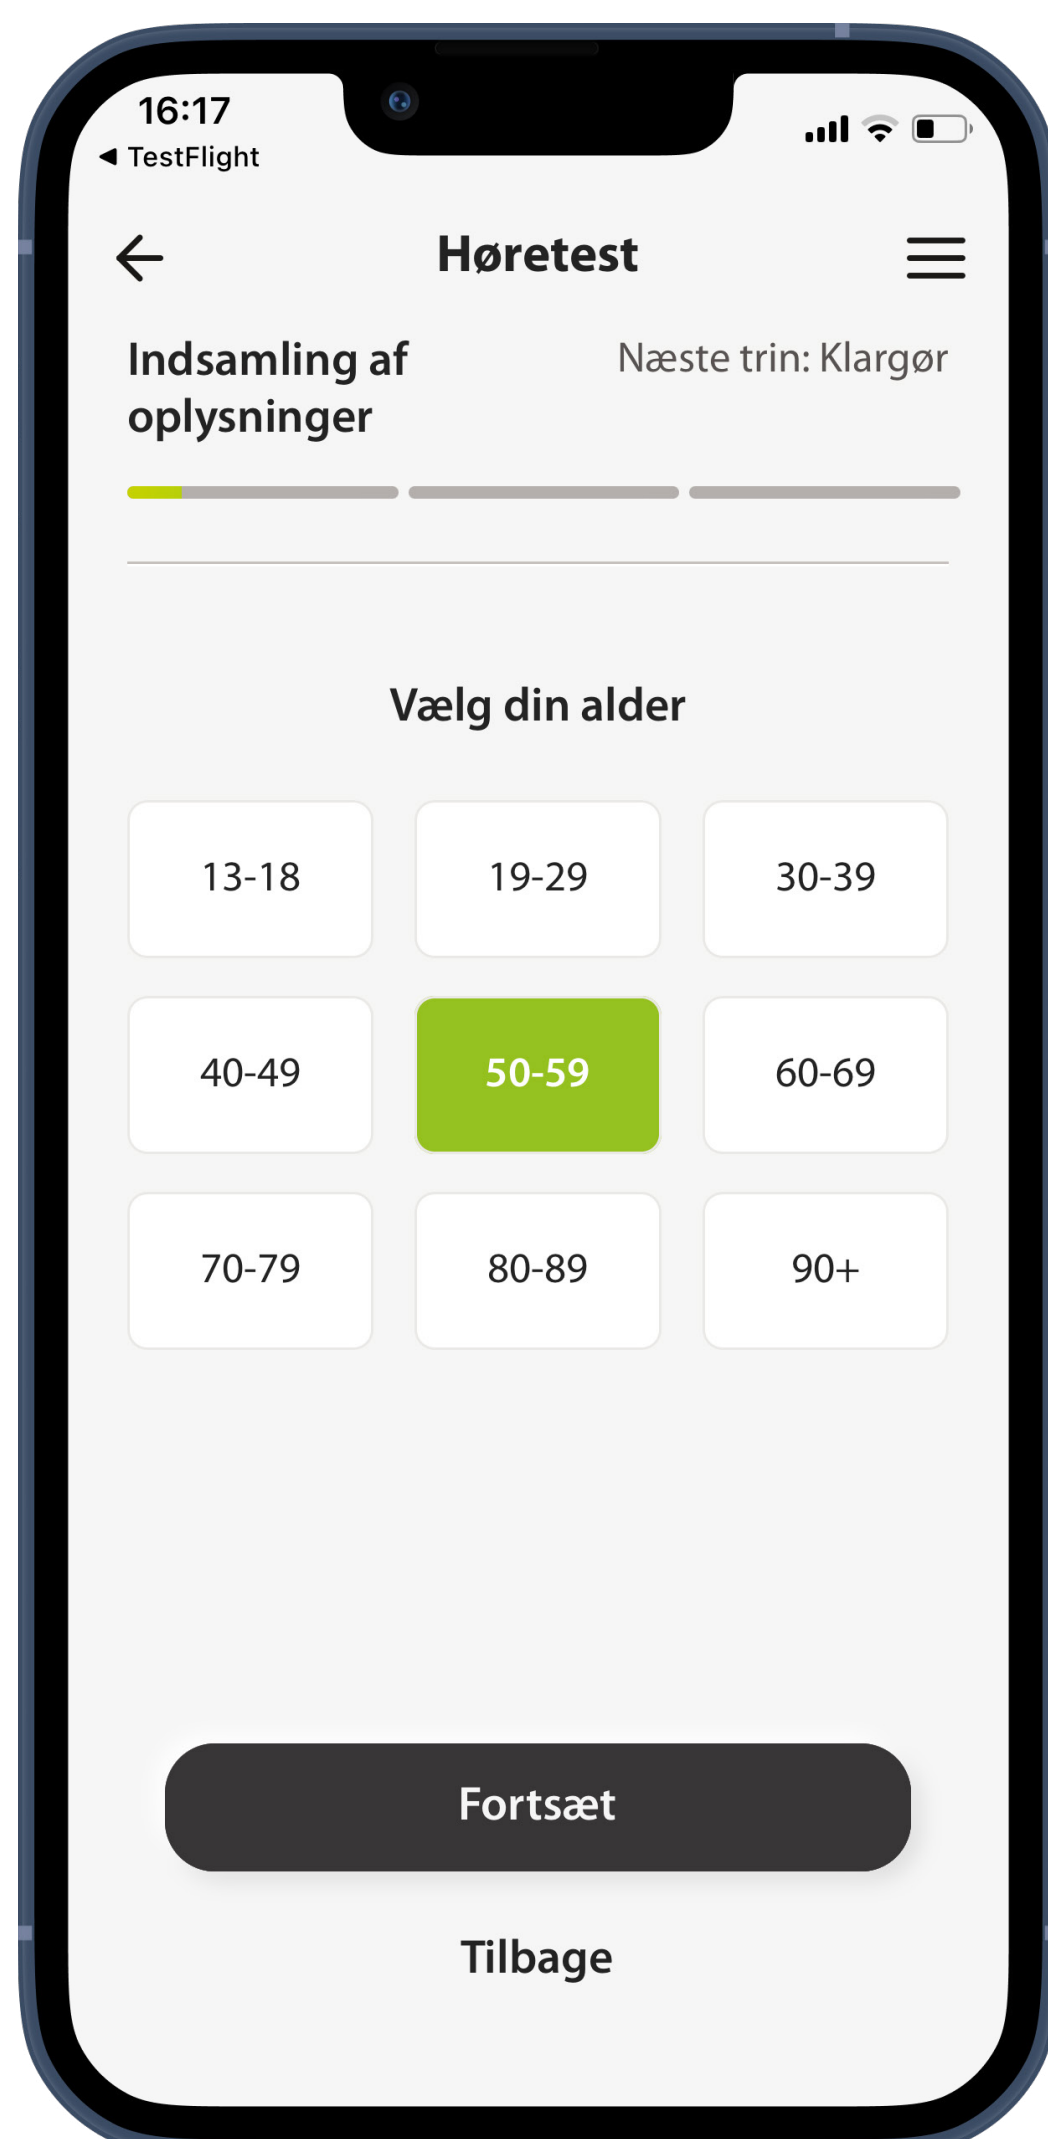 16:17
TestFlight
Høretest
Indsamling af
oplysninger
Næste trin: Klargør
Vælg din alder
13-18
19-29
30-39
40-49
50-59
60-69
70-79
80-89
90+
Fortsæt
Tilbage